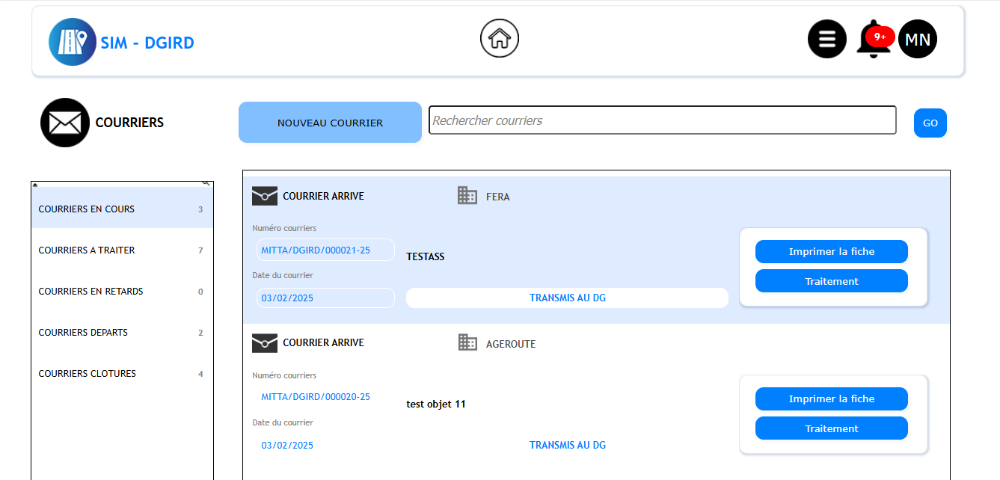 SIM - DGIRD
9+
MN
COURRIERS
NOUVEAU COURRIER
Rechercher courriers
GO
COURRIERS EN COURS 3
COURRIERS A TRAITER 7
COURRIERS EN RETARDS 0
COURRIERS DEPARTS 2
COURRIERS CLOTURES 4
COURRIER ARRIVE
FERA
Numéro courriers
MITTA/DGIRD/000021-25
TESTASS
Date du courrier
03/02/2025
TRANSMIS AU DG
Imprimer la fiche
Traitement
COURRIER ARRIVE
AGEROUTE
Numéro courriers
MITTA/DGIRD/000020-25
test objet 11
Date du courrier
03/02/2025
TRANSMIS AU DG
Imprimer la fiche
Traitement